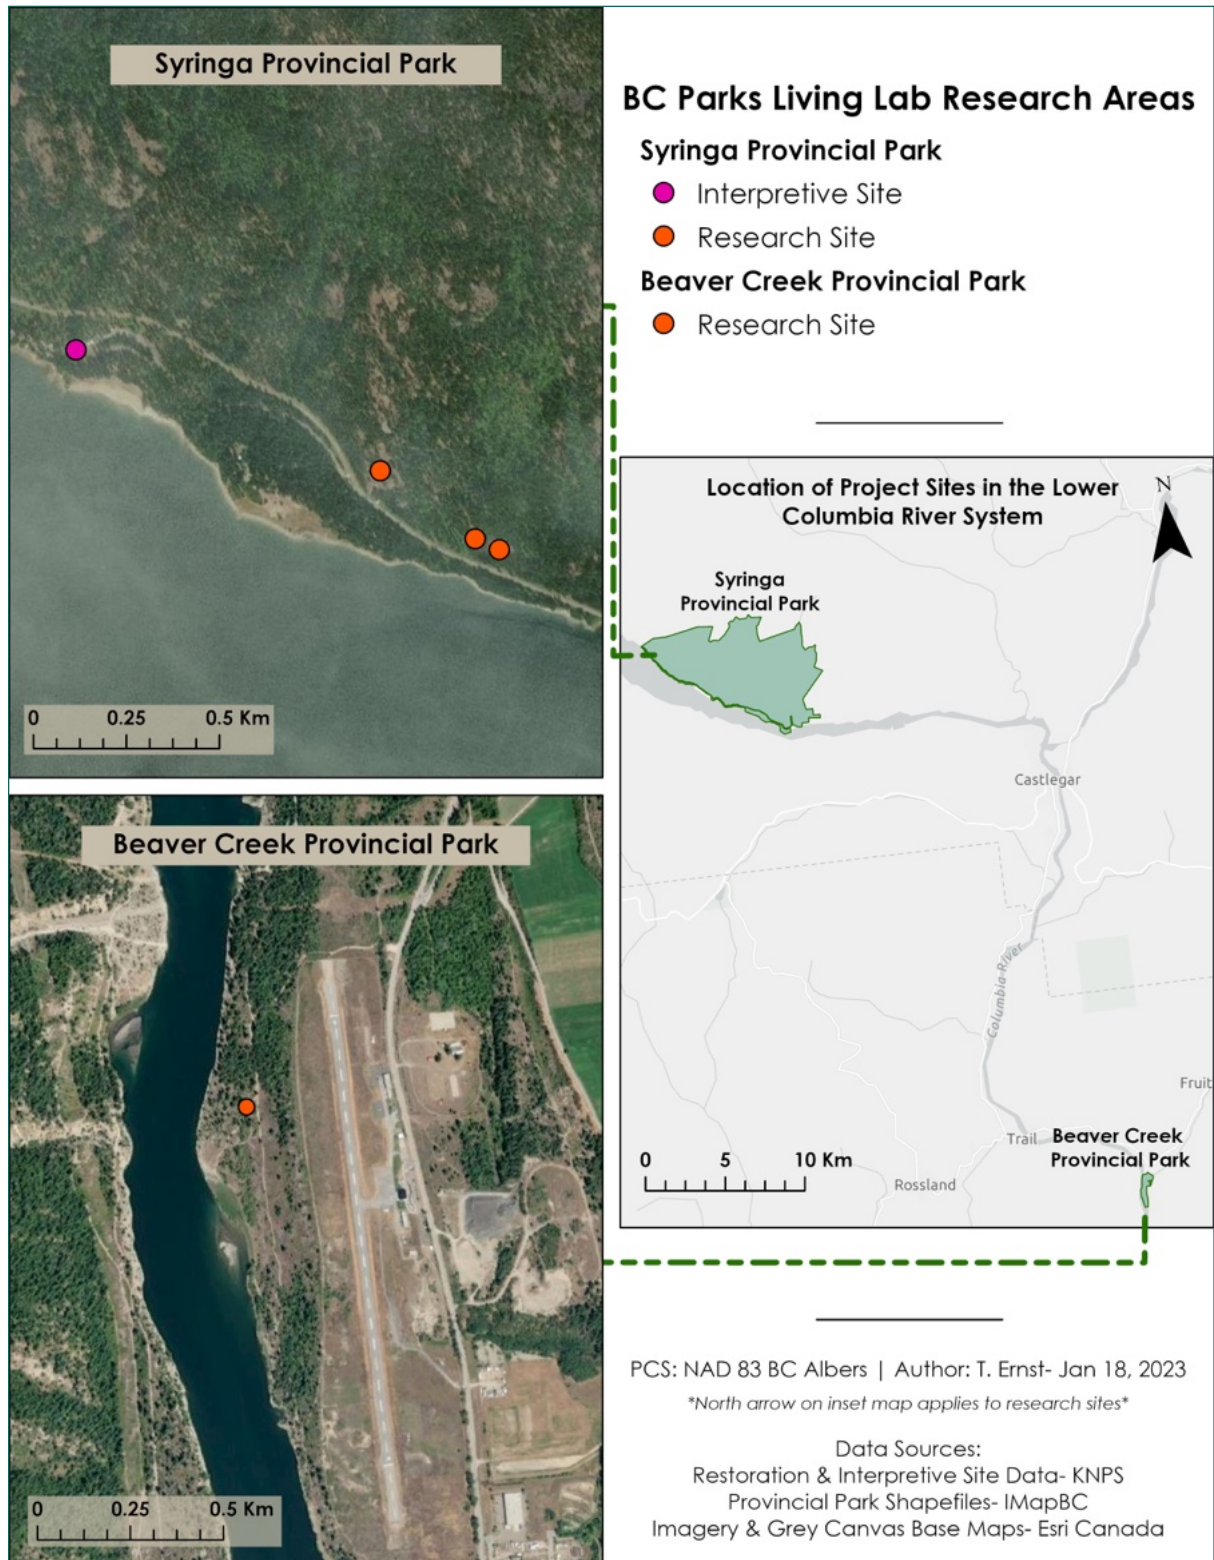 Syringa Provincial Park
0 0.25 0.5 Km
Beaver Creek Provincial Park
0 0.25 0.5 Km
BC Parks Living Lab Research Areas
Syringa Provincial Park
Interpretive Site
Research Site
Beaver Creek Provincial Park
Research Site
Location of Project Sites in the Lower
Columbia River System
N
Syringa
Provincial Park
Castlegar
Columbia River
Fruit
Trail
Beaver Creek
Provincial Park
Rossland
0 5 10 Km
PCS: NAD 83 BC Albers | Author: T. Ernst- Jan 18, 2023
*North arrow on inset map applies to research sites*
Data Sources:
Restoration & Interpretive Site Data- KNPS
Provincial Park Shapefiles- IMapBC
Imagery & Grey Canvas Base Maps- Esri Canada